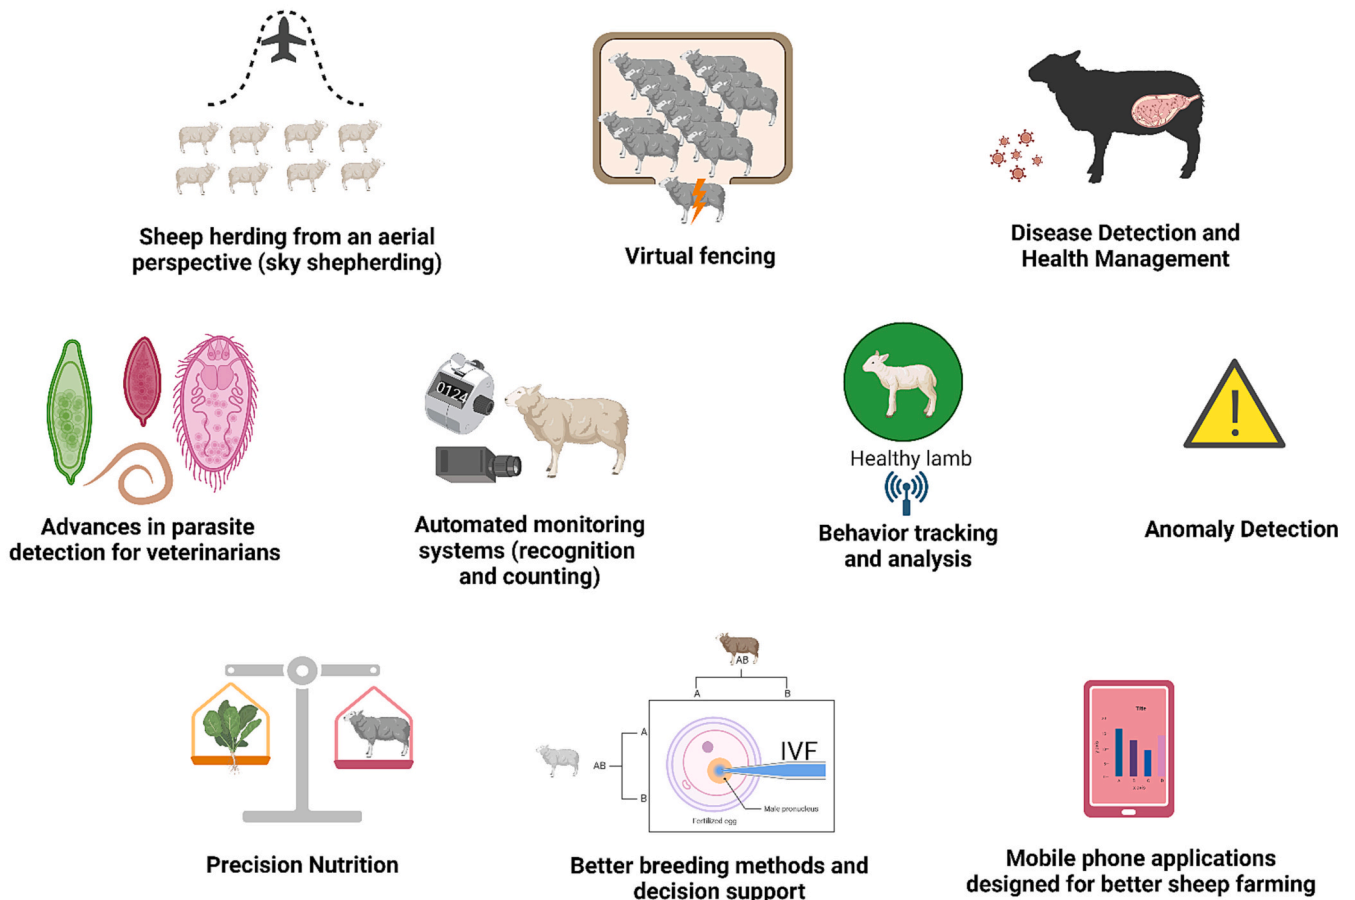 Sheep herding from an aerial
perspective (sky shepherding)
Virtual fencing
Disease Detection and
Health Management
0124
Healthy lamb
Advances in parasite
detection for veterinarians
Automated monitoring
systems (recognition
and counting)
Behavior tracking
and analysis
Anomaly Detection
AB
A
B
A
AB
B
IVF
Male pronucleus
Fertilized egg
Title
Precision Nutrition
Better breeding methods and
decision support
Mobile phone applications
designed for better sheep farming